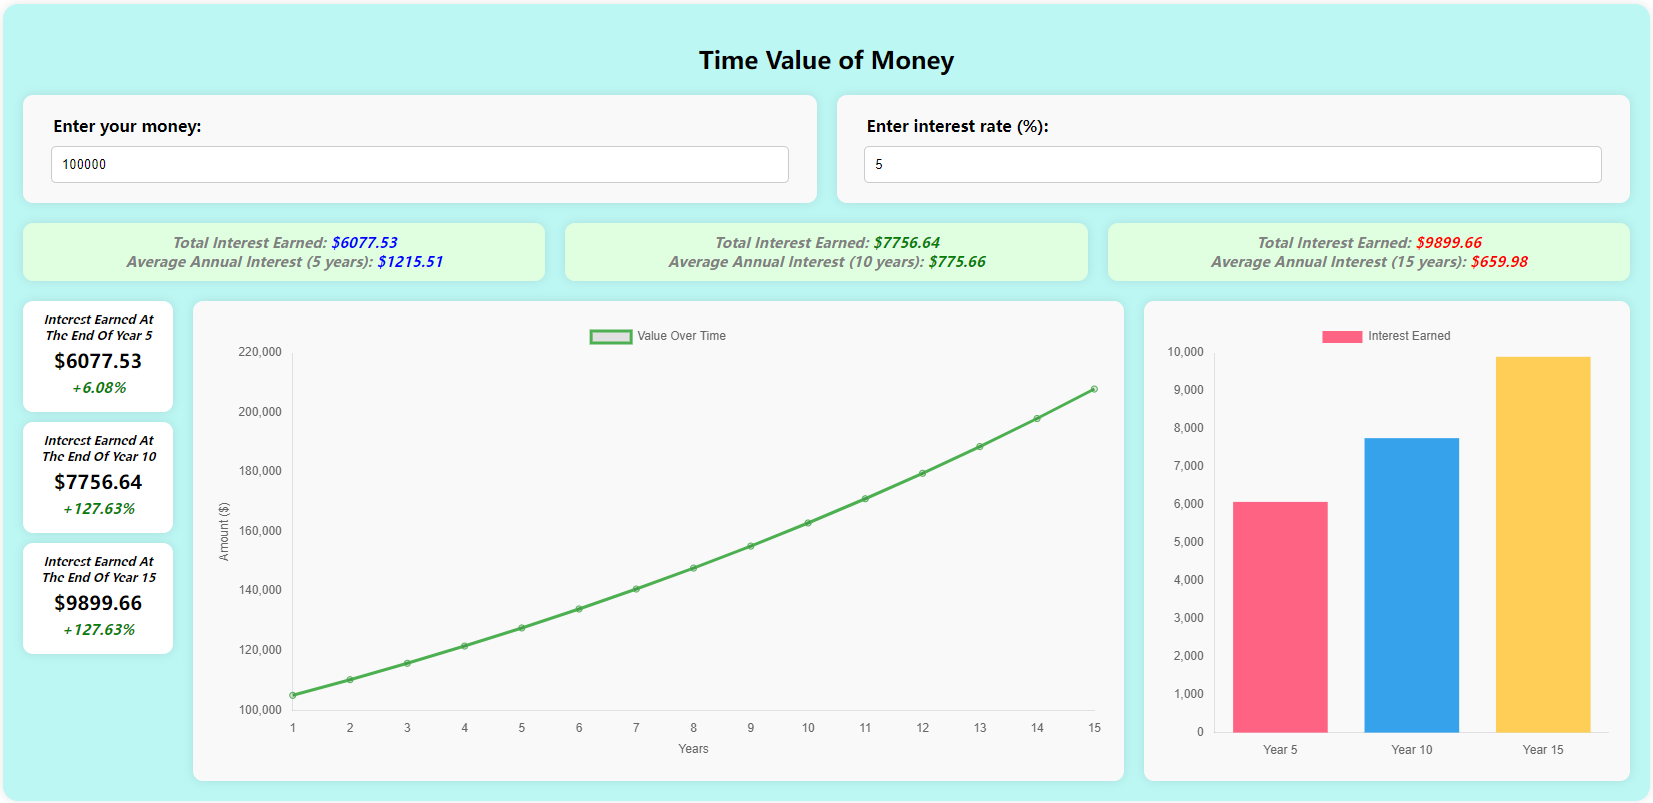 Time Value of Money
Enter your money:
100000
Enter interest rate (%):
5
Total Interest Earned: $6077.53
Average Annual Interest (5 years): $1215.51
Total Interest Earned: $7756.64
Average Annual Interest (10 years): $775.66
Total Interest Earned: $9899.66
Average Annual Interest (15 years): $659.98
Interest Earned At
The End Of Year 5
$6077.53
+6.08%
Interest Earned At
The End Of Year 10
$7756.64
+127.63%
Interest Earned At
The End Of Year 15
$9899.66
+127.63%
Value Over Time
220,000
200,000
180,000
160,000
140,000
120,000
100,000
Amount ($)
1 2 3 4 5 6 7 8 9 10 11 12 13 14 15
Years
Interest Earned
10,000
9,000
8,000
7,000
6,000
5,000
4,000
3,000
2,000
1,000
0
Year 5 Year 10 Year 15